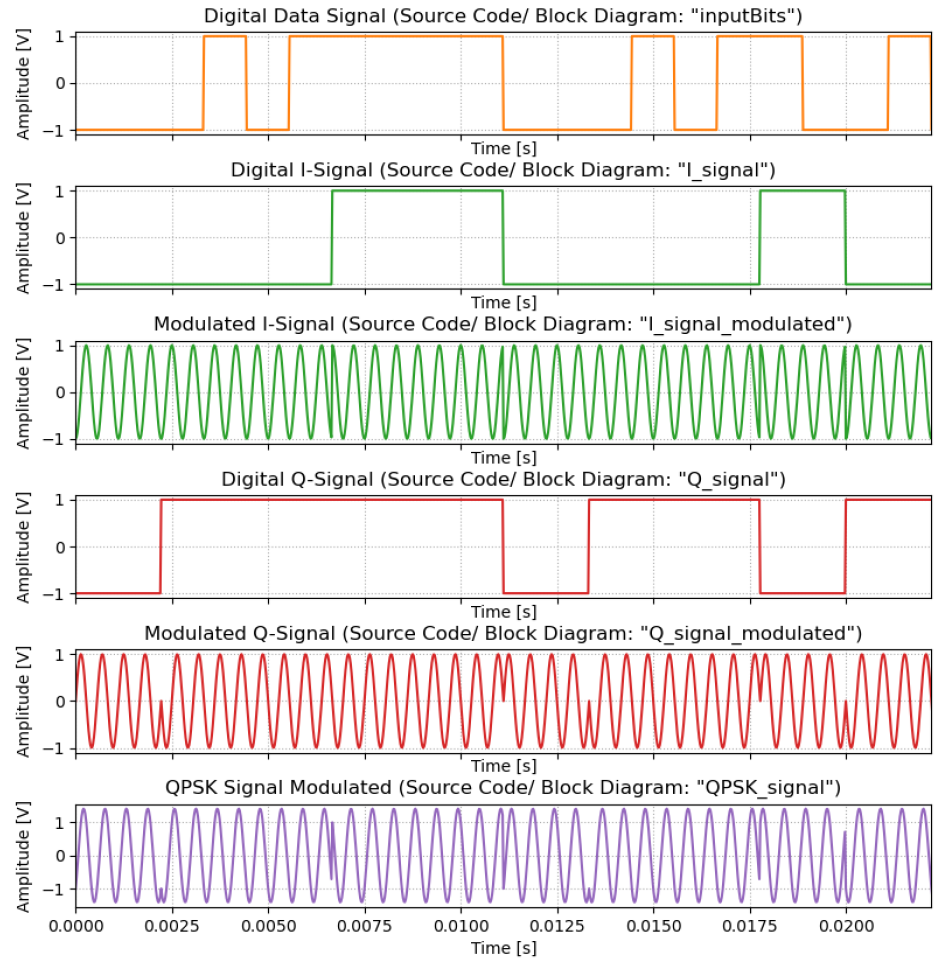 Digital Data Signal (Source Code/ Block Diagram: "inputBits")
Amplitude [V]
1
0
−1
Time [s]
Digital I-Signal (Source Code/ Block Diagram: "I_signal")
Amplitude [V]
1
0
−1
Time [s]
Modulated I-Signal (Source Code/ Block Diagram: "I_signal_modulated")
Amplitude [V]
1
0
−1
Time [s]
Digital Q-Signal (Source Code/ Block Diagram: "Q_signal")
Amplitude [V]
1
0
−1
Time [s]
Modulated Q-Signal (Source Code/ Block Diagram: "Q_signal_modulated")
Amplitude [V]
1
0
−1
Time [s]
QPSK Signal Modulated (Source Code/ Block Diagram: "QPSK_signal")
Amplitude [V]
1
0
−1
0.0000 0.0025 0.0050 0.0075 0.0100 0.0125 0.0150 0.0175 0.0200
Time [s]